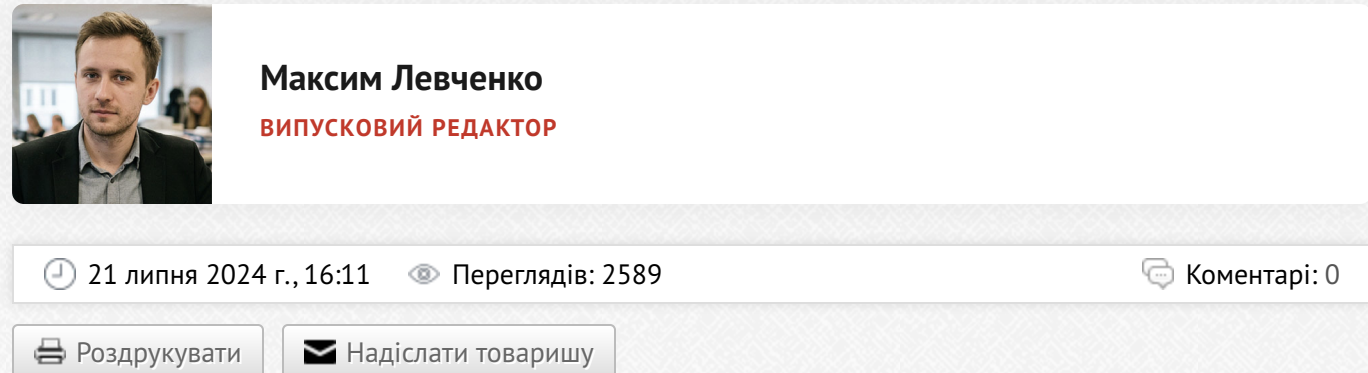 Максим Левченко
ВИПУСКОВИЙ РЕДАКТОР
21 липня 2024 г., 16:11 Переглядів: 2589 Коментарі: 0
Роздрукувати Надіслати товаришу